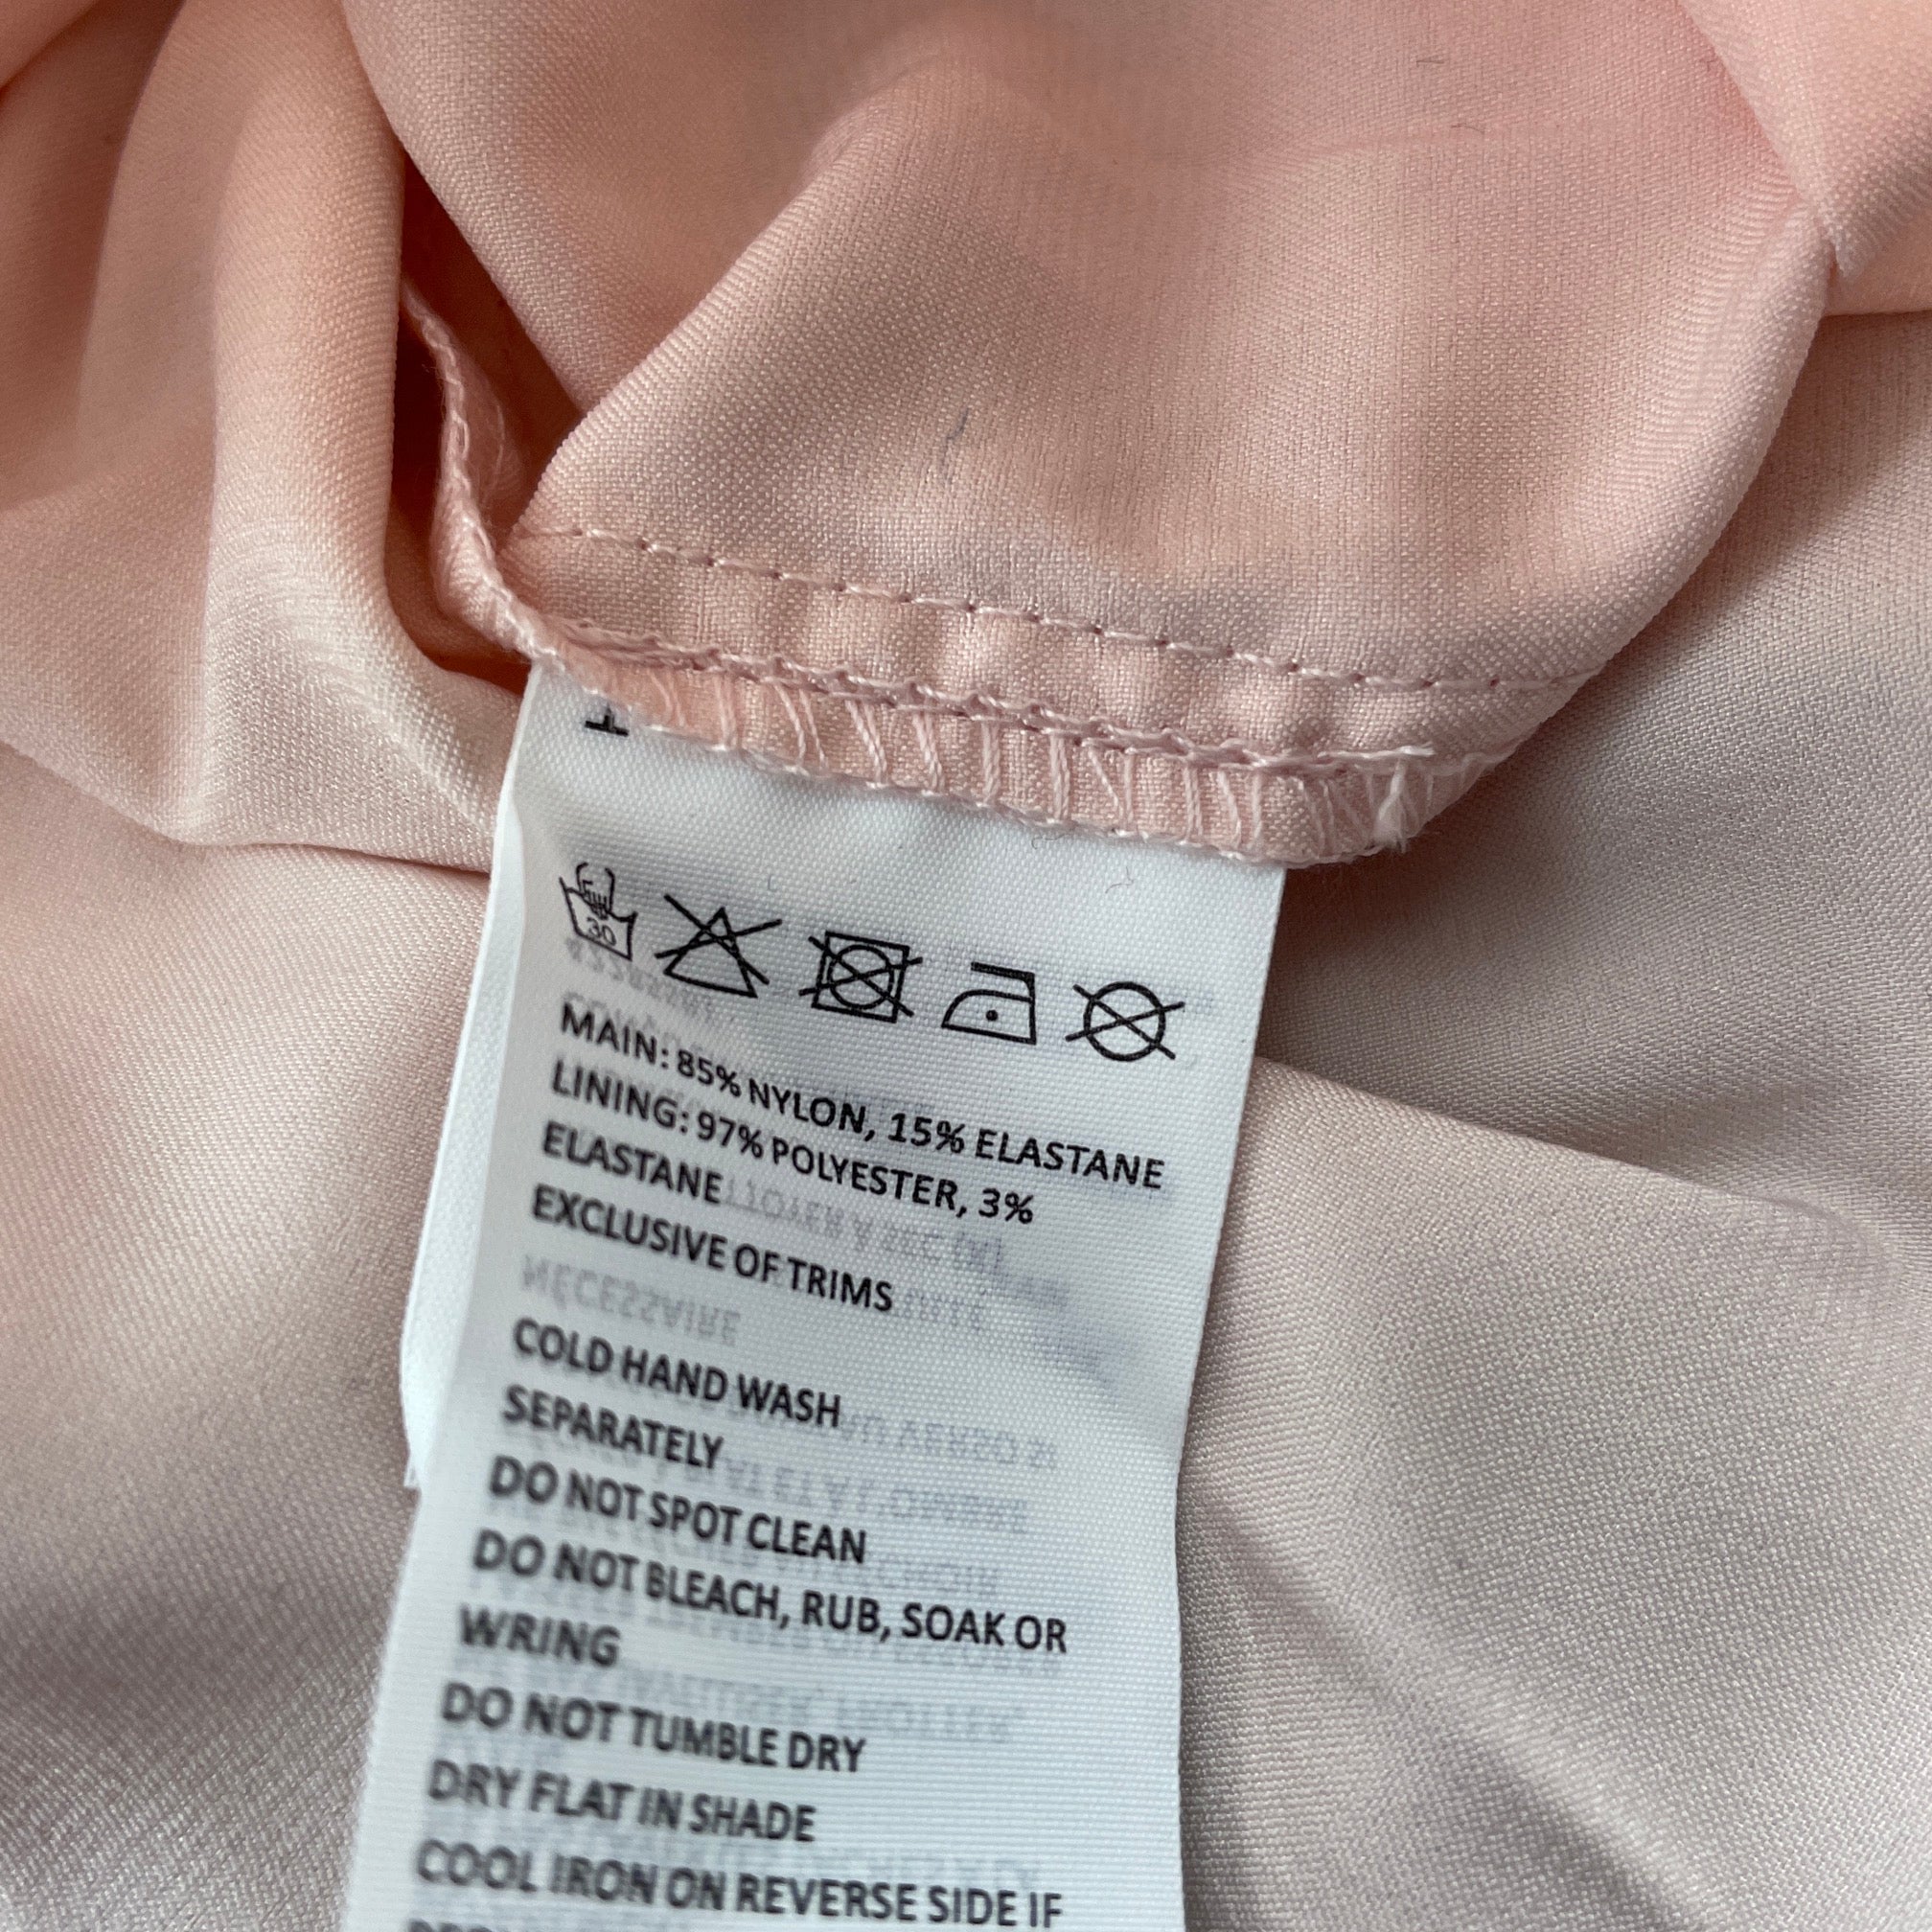 30
MAIN: 85% NYLON, 15% ELASTANE
LINING: 97% POLYESTER, 3%
ELASTANE
EXCLUSIVE OF TRIMS
COLD HAND WASH
SEPARATELY
DO NOT SPOT CLEAN
DO NOT BLEACH, RUB, SOAK OR
WRING
DO NOT TUMBLE DRY
DRY FLAT IN SHADE
COOL IRON ON REVERSE SIDE IF